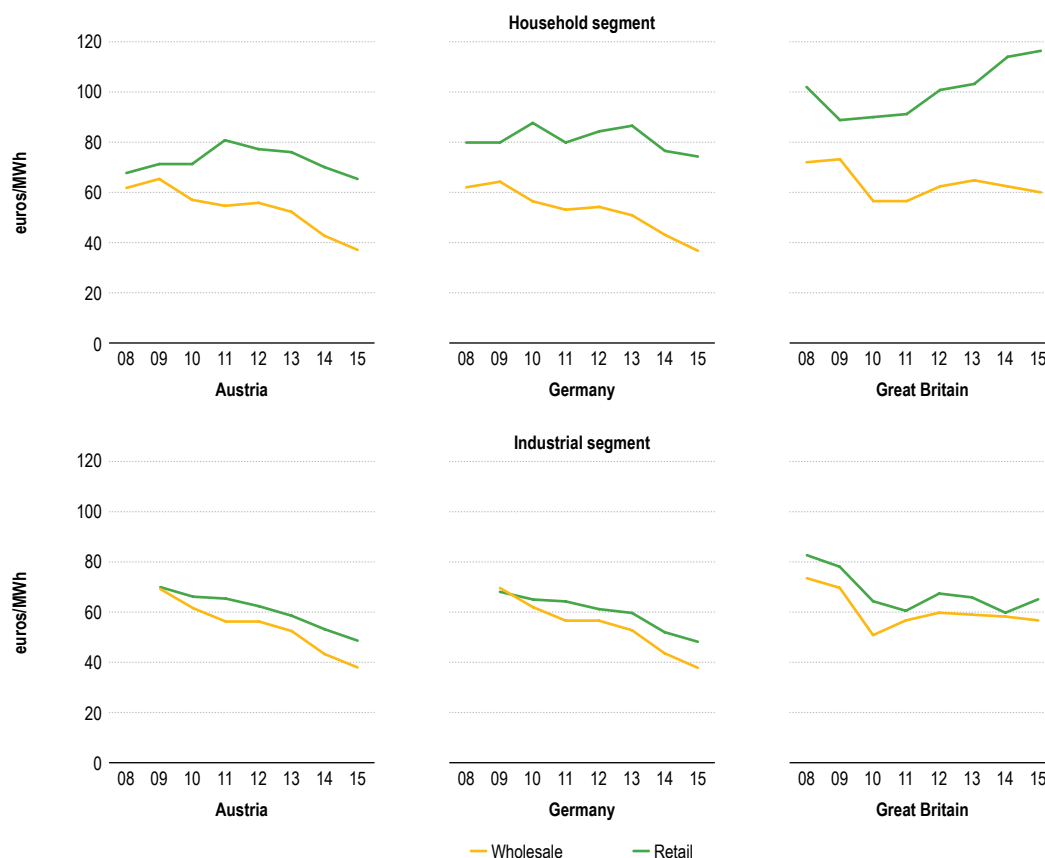 Household segment
120
100
80
60
40
20
0
euros/MWh
08 09 10 11 12 13 14 15
Austria
08 09 10 11 12 13 14 15
Germany
08 09 10 11 12 13 14 15
Great Britain
Industrial segment
120
100
80
60
40
20
0
euros/MWh
08 09 10 11 12 13 14 15
Austria
08 09 10 11 12 13 14 15
Germany
08 09 10 11 12 13 14 15
Great Britain
Wholesale
Retail